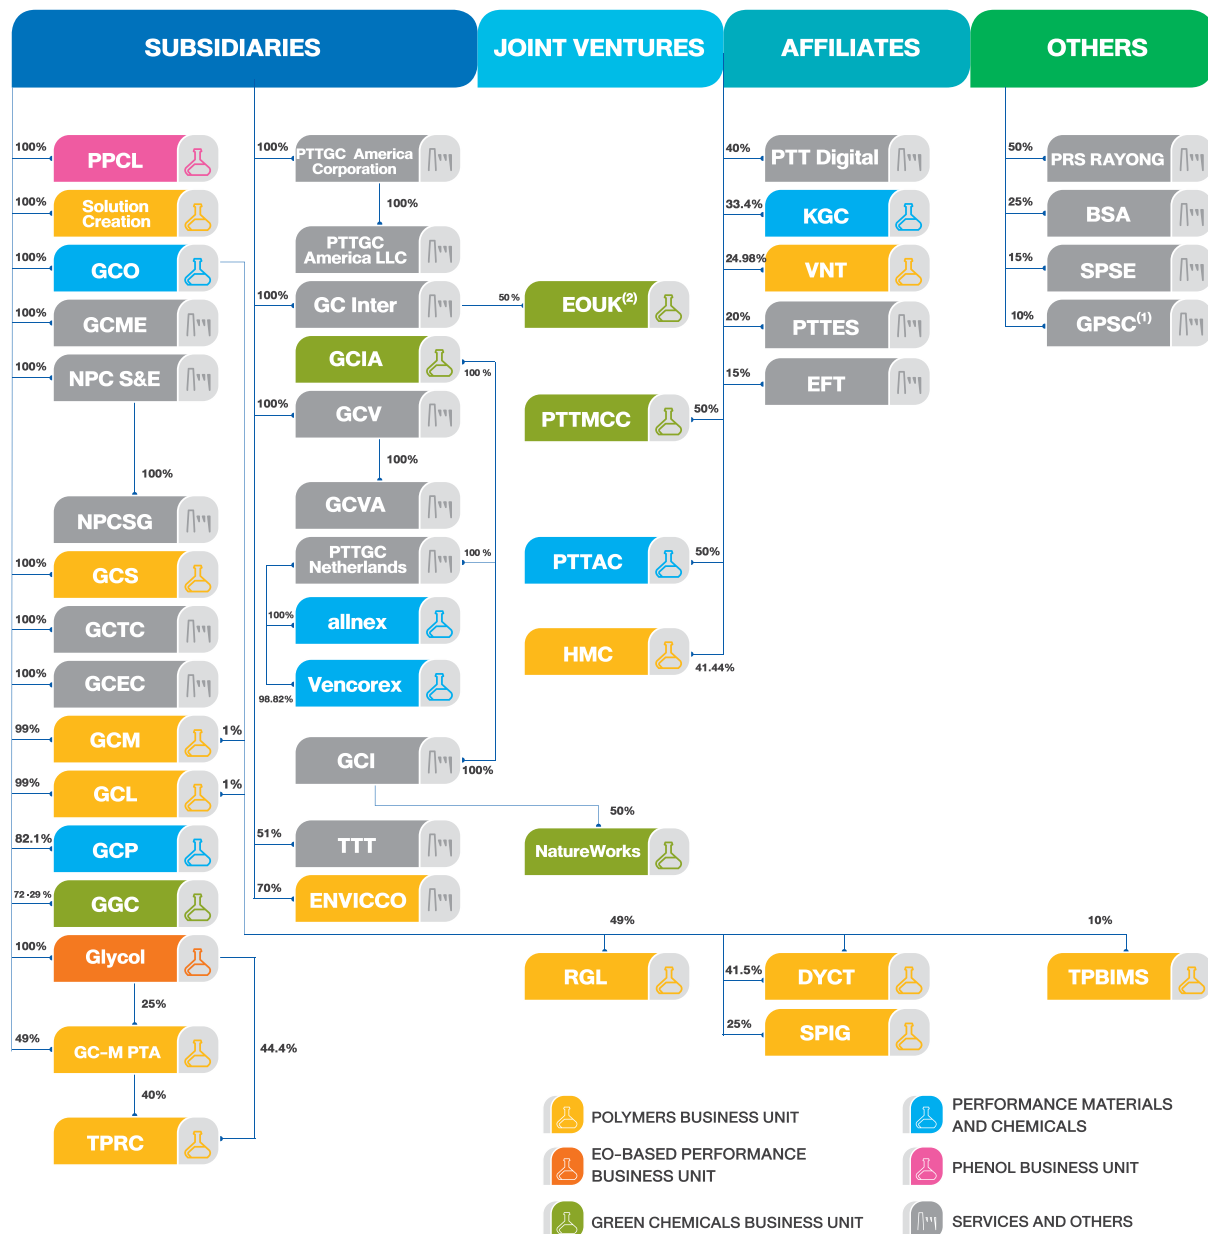 SUBSIDIARIES
JOINT VENTURES
AFFILIATES
OTHERS
100%
PPCL
100%
Solution
Creation
100%
GCO
100%
GCME
100%
NPC S&E
100%
NPCSG
100%
GCS
100%
GCTC
100%
GCEC
99%
GCM
1%
99%
GCL
1%
82.1%
GCP
72.29 %
GGC
100%
Glycol
25%
49%
GC-M PTA
44.4%
40%
TPRC
100%
PTTGC America
Corporation
100%
PTTGC
America LLC
100%
GC Inter
50 %
GCIA
100 %
100%
GCV
100%
GCVA
PTTGC
Netherlands
100 %
100%
allnex
98.82%
Vencorex
GCI
100%
50%
51%
TTT
70%
ENVICCO
EOUK(2)
PTTMCC
50%
PTTAC
50%
HMC
41.44%
NatureWorks
49%
RGL
40%
PTT Digital
33.4%
KGC
24.98%
VNT
20%
PTTES
15%
EFT
41.5%
DYCT
25%
SPIG
50%
PRS RAYONG
25%
BSA
15%
SPSE
10%
GPSC(1)
10%
TPBIMS
POLYMERS BUSINESS UNIT
EO-BASED PERFORMANCE
BUSINESS UNIT
GREEN CHEMICALS BUSINESS UNIT
PERFORMANCE MATERIALS
AND CHEMICALS
PHENOL BUSINESS UNIT
SERVICES AND OTHERS